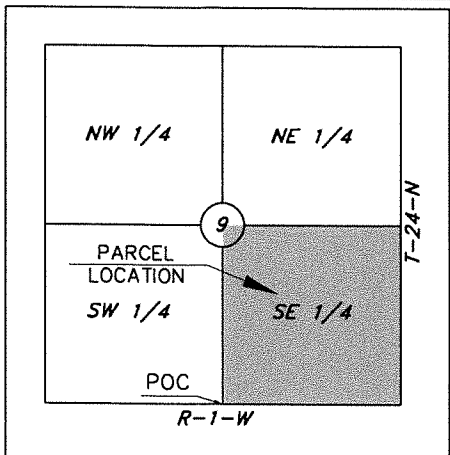 NW 1/4
NE 1/4
T-24-N
9
PARCEL
LOCATION
SW 1/4
SE 1/4
POC
R-1-W